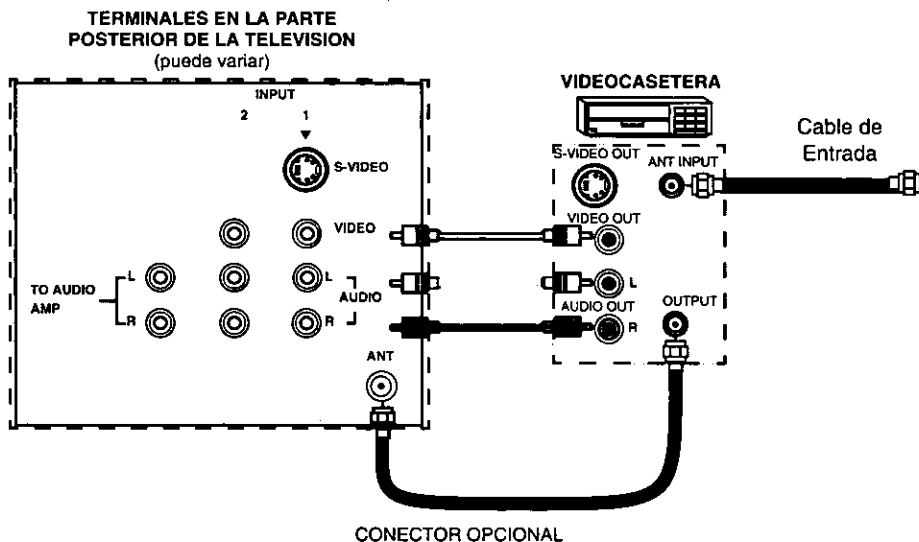 TERMINALES EN LA PARTE
POSTERIOR DE LA TELEVISION
(puede variar)
INPUT
2 1
S-VIDEO
VIDEO
TO AUDIO
AMP
L
R
L
R
AUDIO
ANT
VIDEOCASETERA
S-VIDEO OUT
ANT INPUT
VIDEO OUT
L
AUDIO OUT
R
OUTPUT
Cable de
Entrada
CONECTOR OPCIONAL